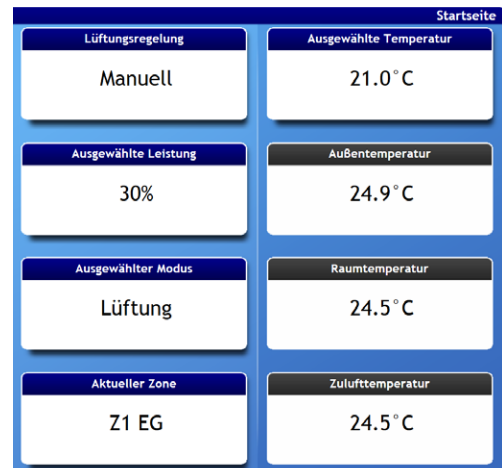 Startseite
Lüftungsregelung
Manuell
Ausgewählte Temperatur
21.0°C
Ausgewählte Leistung
30%
Außentemperatur
24.9°C
Ausgewählter Modus
Lüftung
Raumtemperatur
24.5°C
Aktueller Zone
Z1 EG
Zulufttemperatur
24.5°C